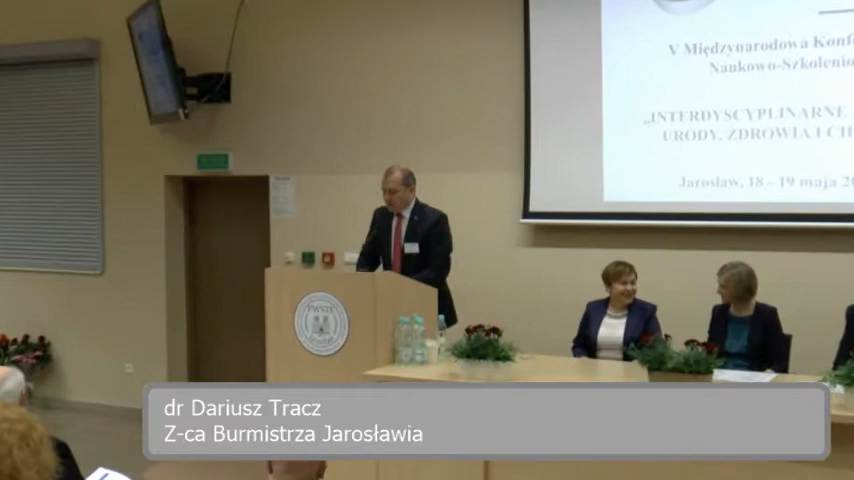 V Międzynarodowa Konf
Naukowo-Szkolenio
„INTERDYSCYPLINARNE
URODY, ZDROWIA I CH
Jarosław, 18 – 19 maja 20
PWSTE
dr Dariusz Tracz
Z-ca Burmistrza Jarosławia